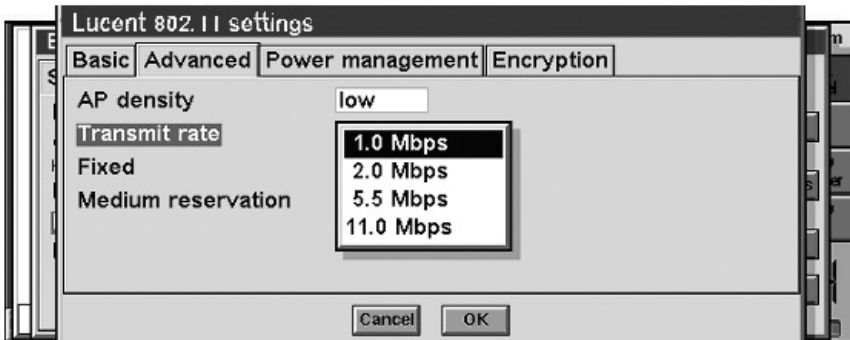 Lucent 802.11 settings
Basic Advanced Power management Encryption
AP density low
Transmit rate 1.0 Mbps
Fixed 2.0 Mbps
Medium reservation 5.5 Mbps
11.0 Mbps
Cancel OK